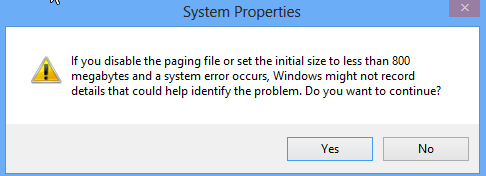 System Properties
If you disable the paging file or set the initial size to less than 800
megabytes and a system error occurs, Windows might not record
details that could help identify the problem. Do you want to continue?
Yes No